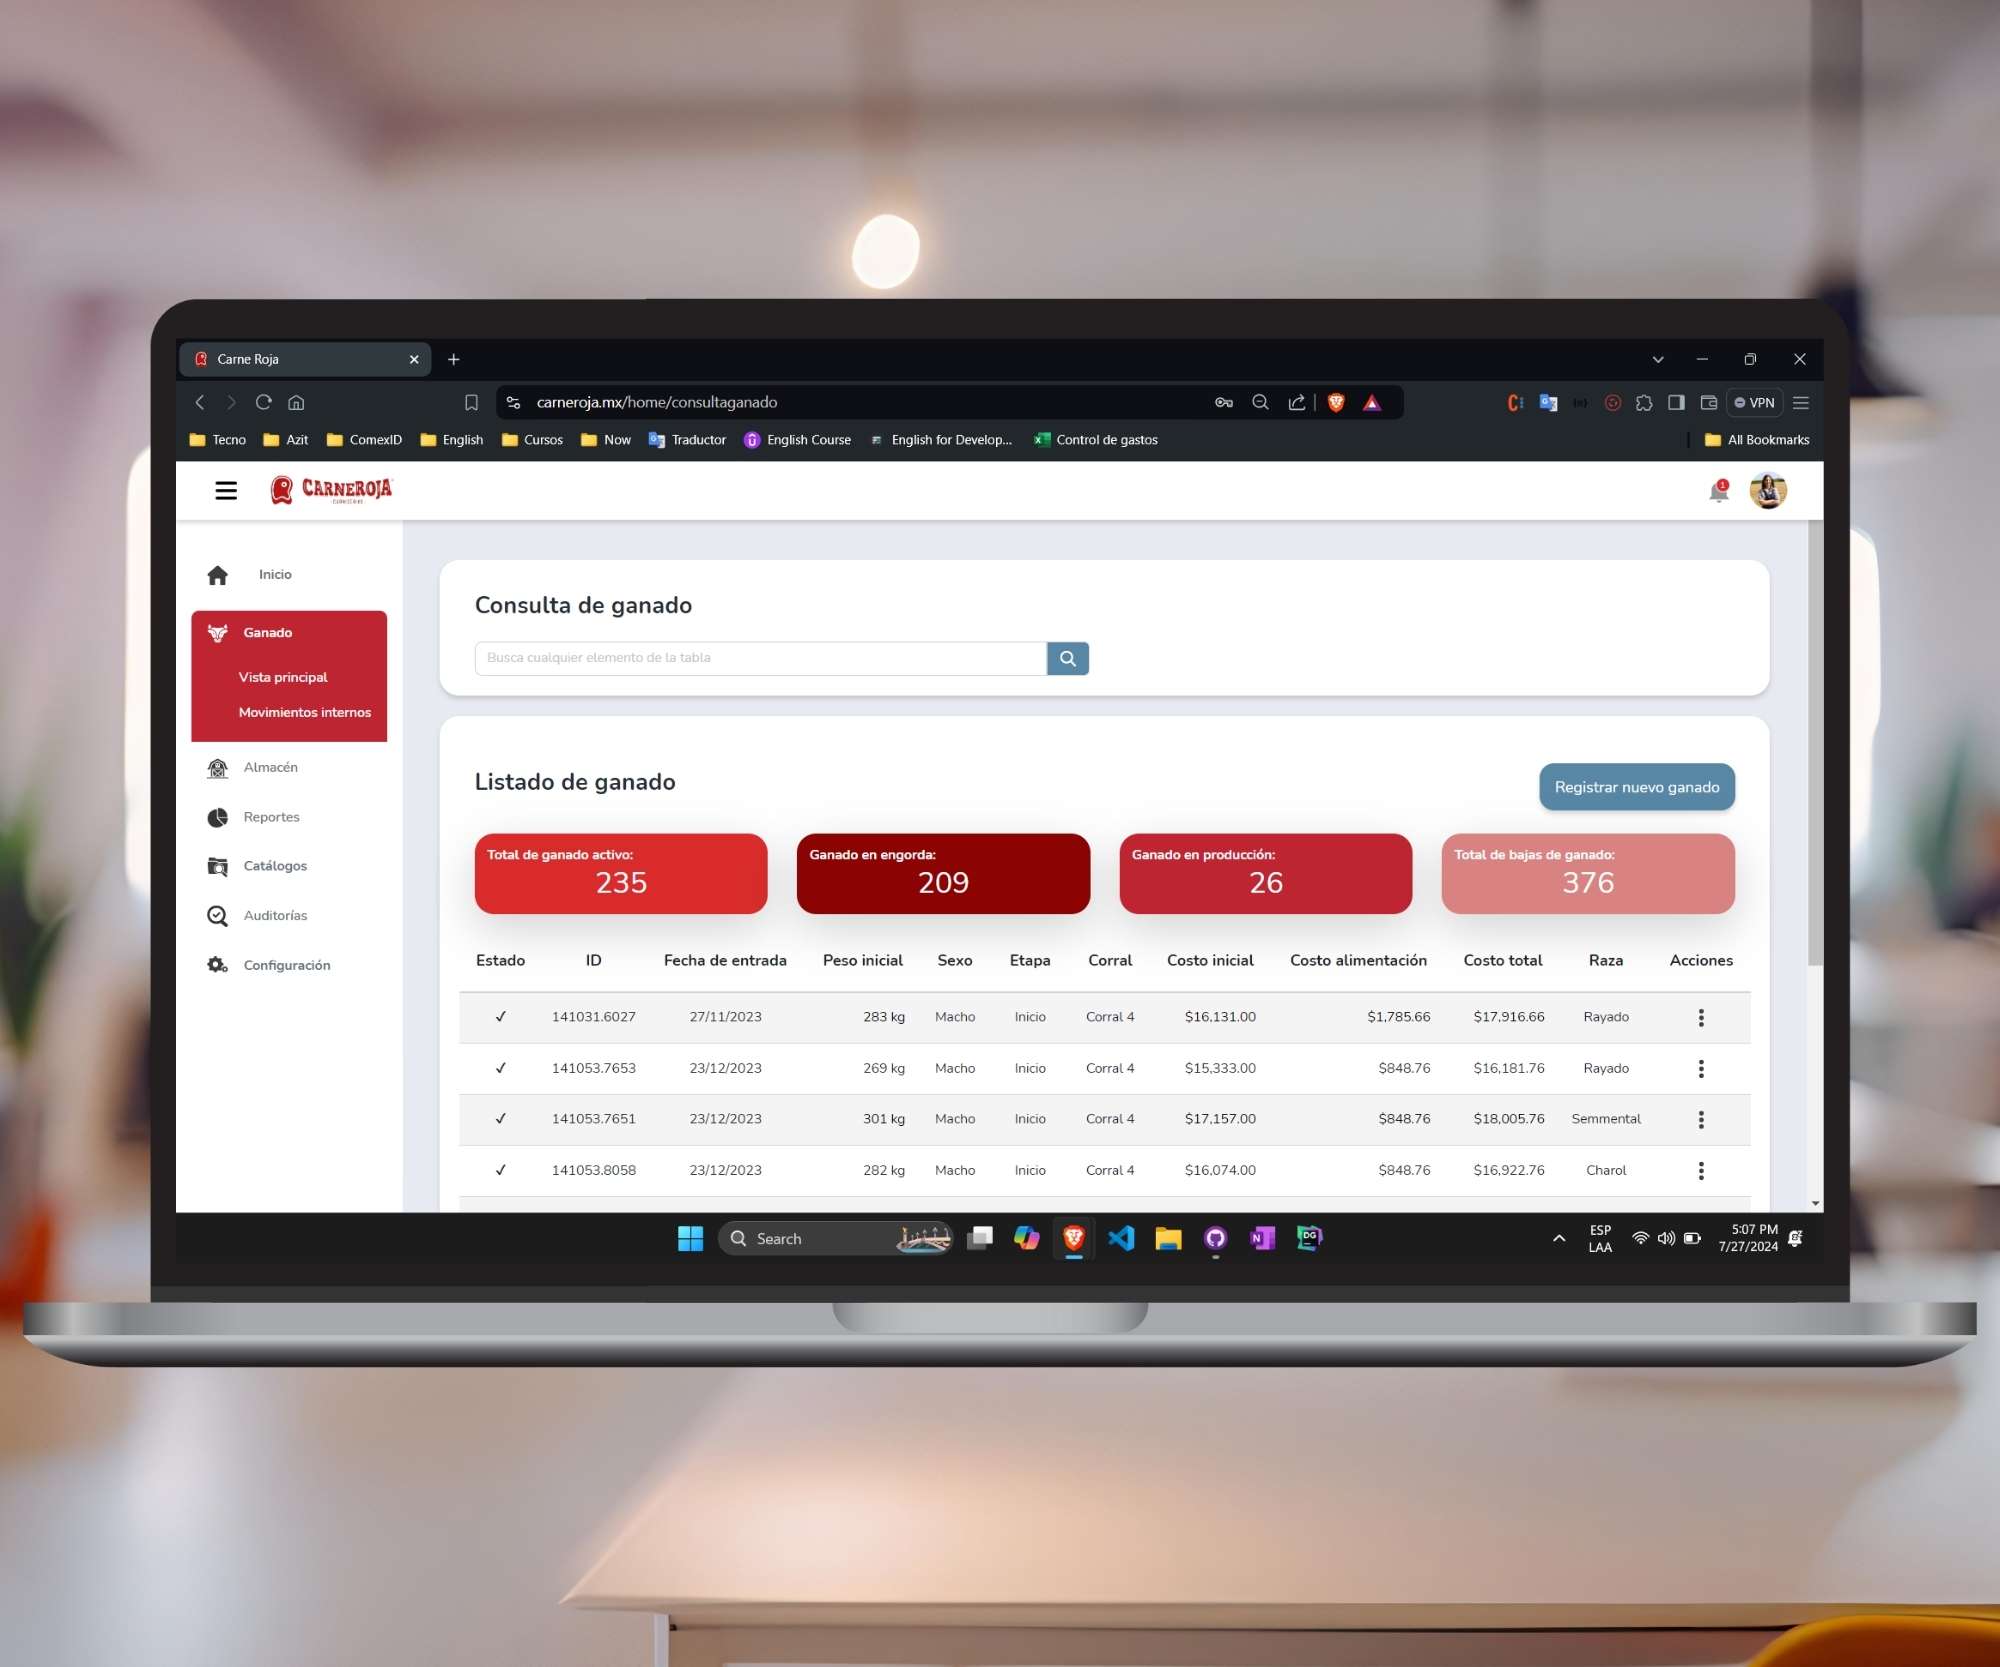 Carne Roja
carneroja.mx/home/consultaganado
VPN
Tecno
Azit
ComexID
English
Cursos
Now
Traductor
English Course
English for Develop...
Control de gastos
All Bookmarks
CARNEROJA
1
Inicio
Ganado
Vista principal
Movimientos internos
Almacén
Reportes
Catálogos
Auditorías
Configuración
Consulta de ganado
Busca cualquier elemento de la tabla
Listado de ganado
Registrar nuevo ganado
Total de ganado activo:
235
Ganado en engorda:
209
Ganado en producción:
26
Total de bajas de ganado:
376
Estado ID Fecha de entrada Peso inicial Sexo Etapa Corral Costo inicial Costo alimentación Costo total Raza Acciones
✓ 141031.6027 27/11/2023 283 kg Macho Inicio Corral 4 $16,131.00 $1,785.66 $17,916.66 Rayado
✓ 141053.7653 23/12/2023 269 kg Macho Inicio Corral 4 $15,333.00 $848.76 $16,181.76 Rayado
✓ 141053.7651 23/12/2023 301 kg Macho Inicio Corral 4 $17,157.00 $848.76 $18,005.76 Semmental
✓ 141053.8058 23/12/2023 282 kg Macho Inicio Corral 4 $16,074.00 $848.76 $16,922.76 Charol
Search
N
DG
ESP
LAA
5:07 PM
7/27/2024